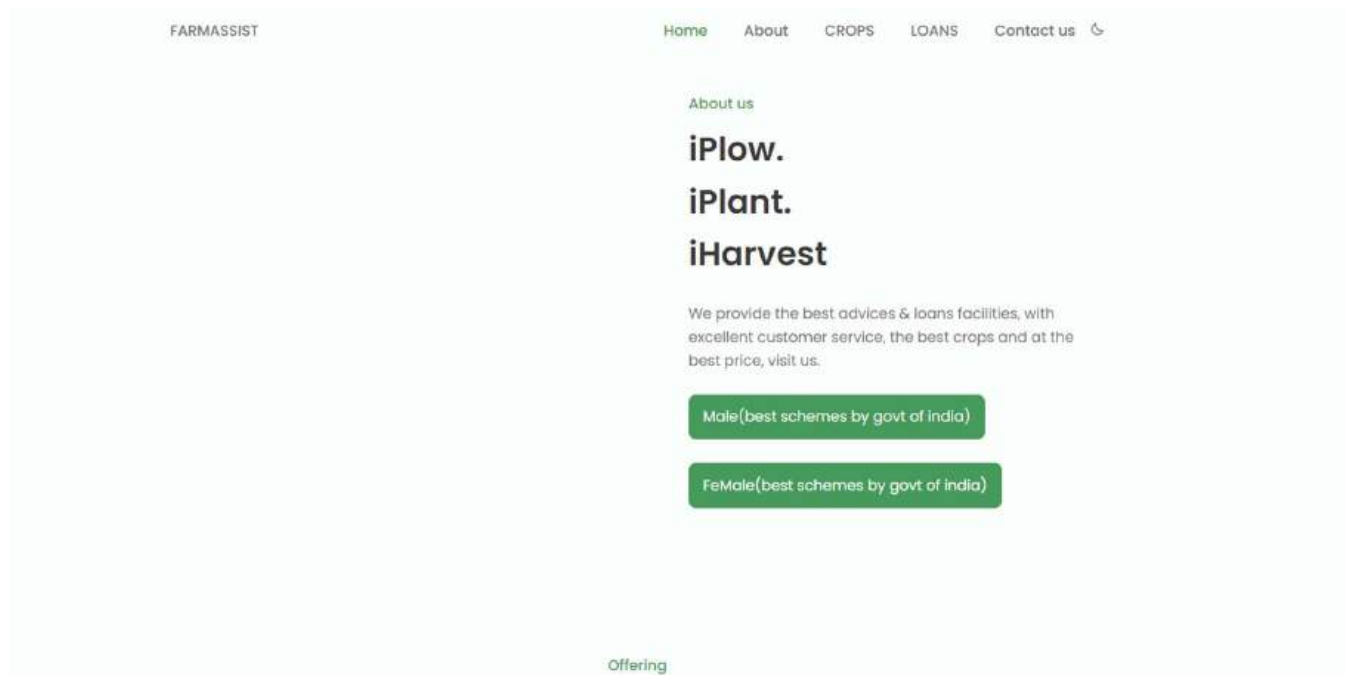 FARMASSIST
Home About CROPS LOANS Contact us
About us
iPlow.
iPlant.
iHarvest
We provide the best advices & loans facilities, with
excellent customer service, the best crops and at the
best price, visit us.
Male(best schemes by govt of india)
FeMale(best schemes by govt of india)
Offering